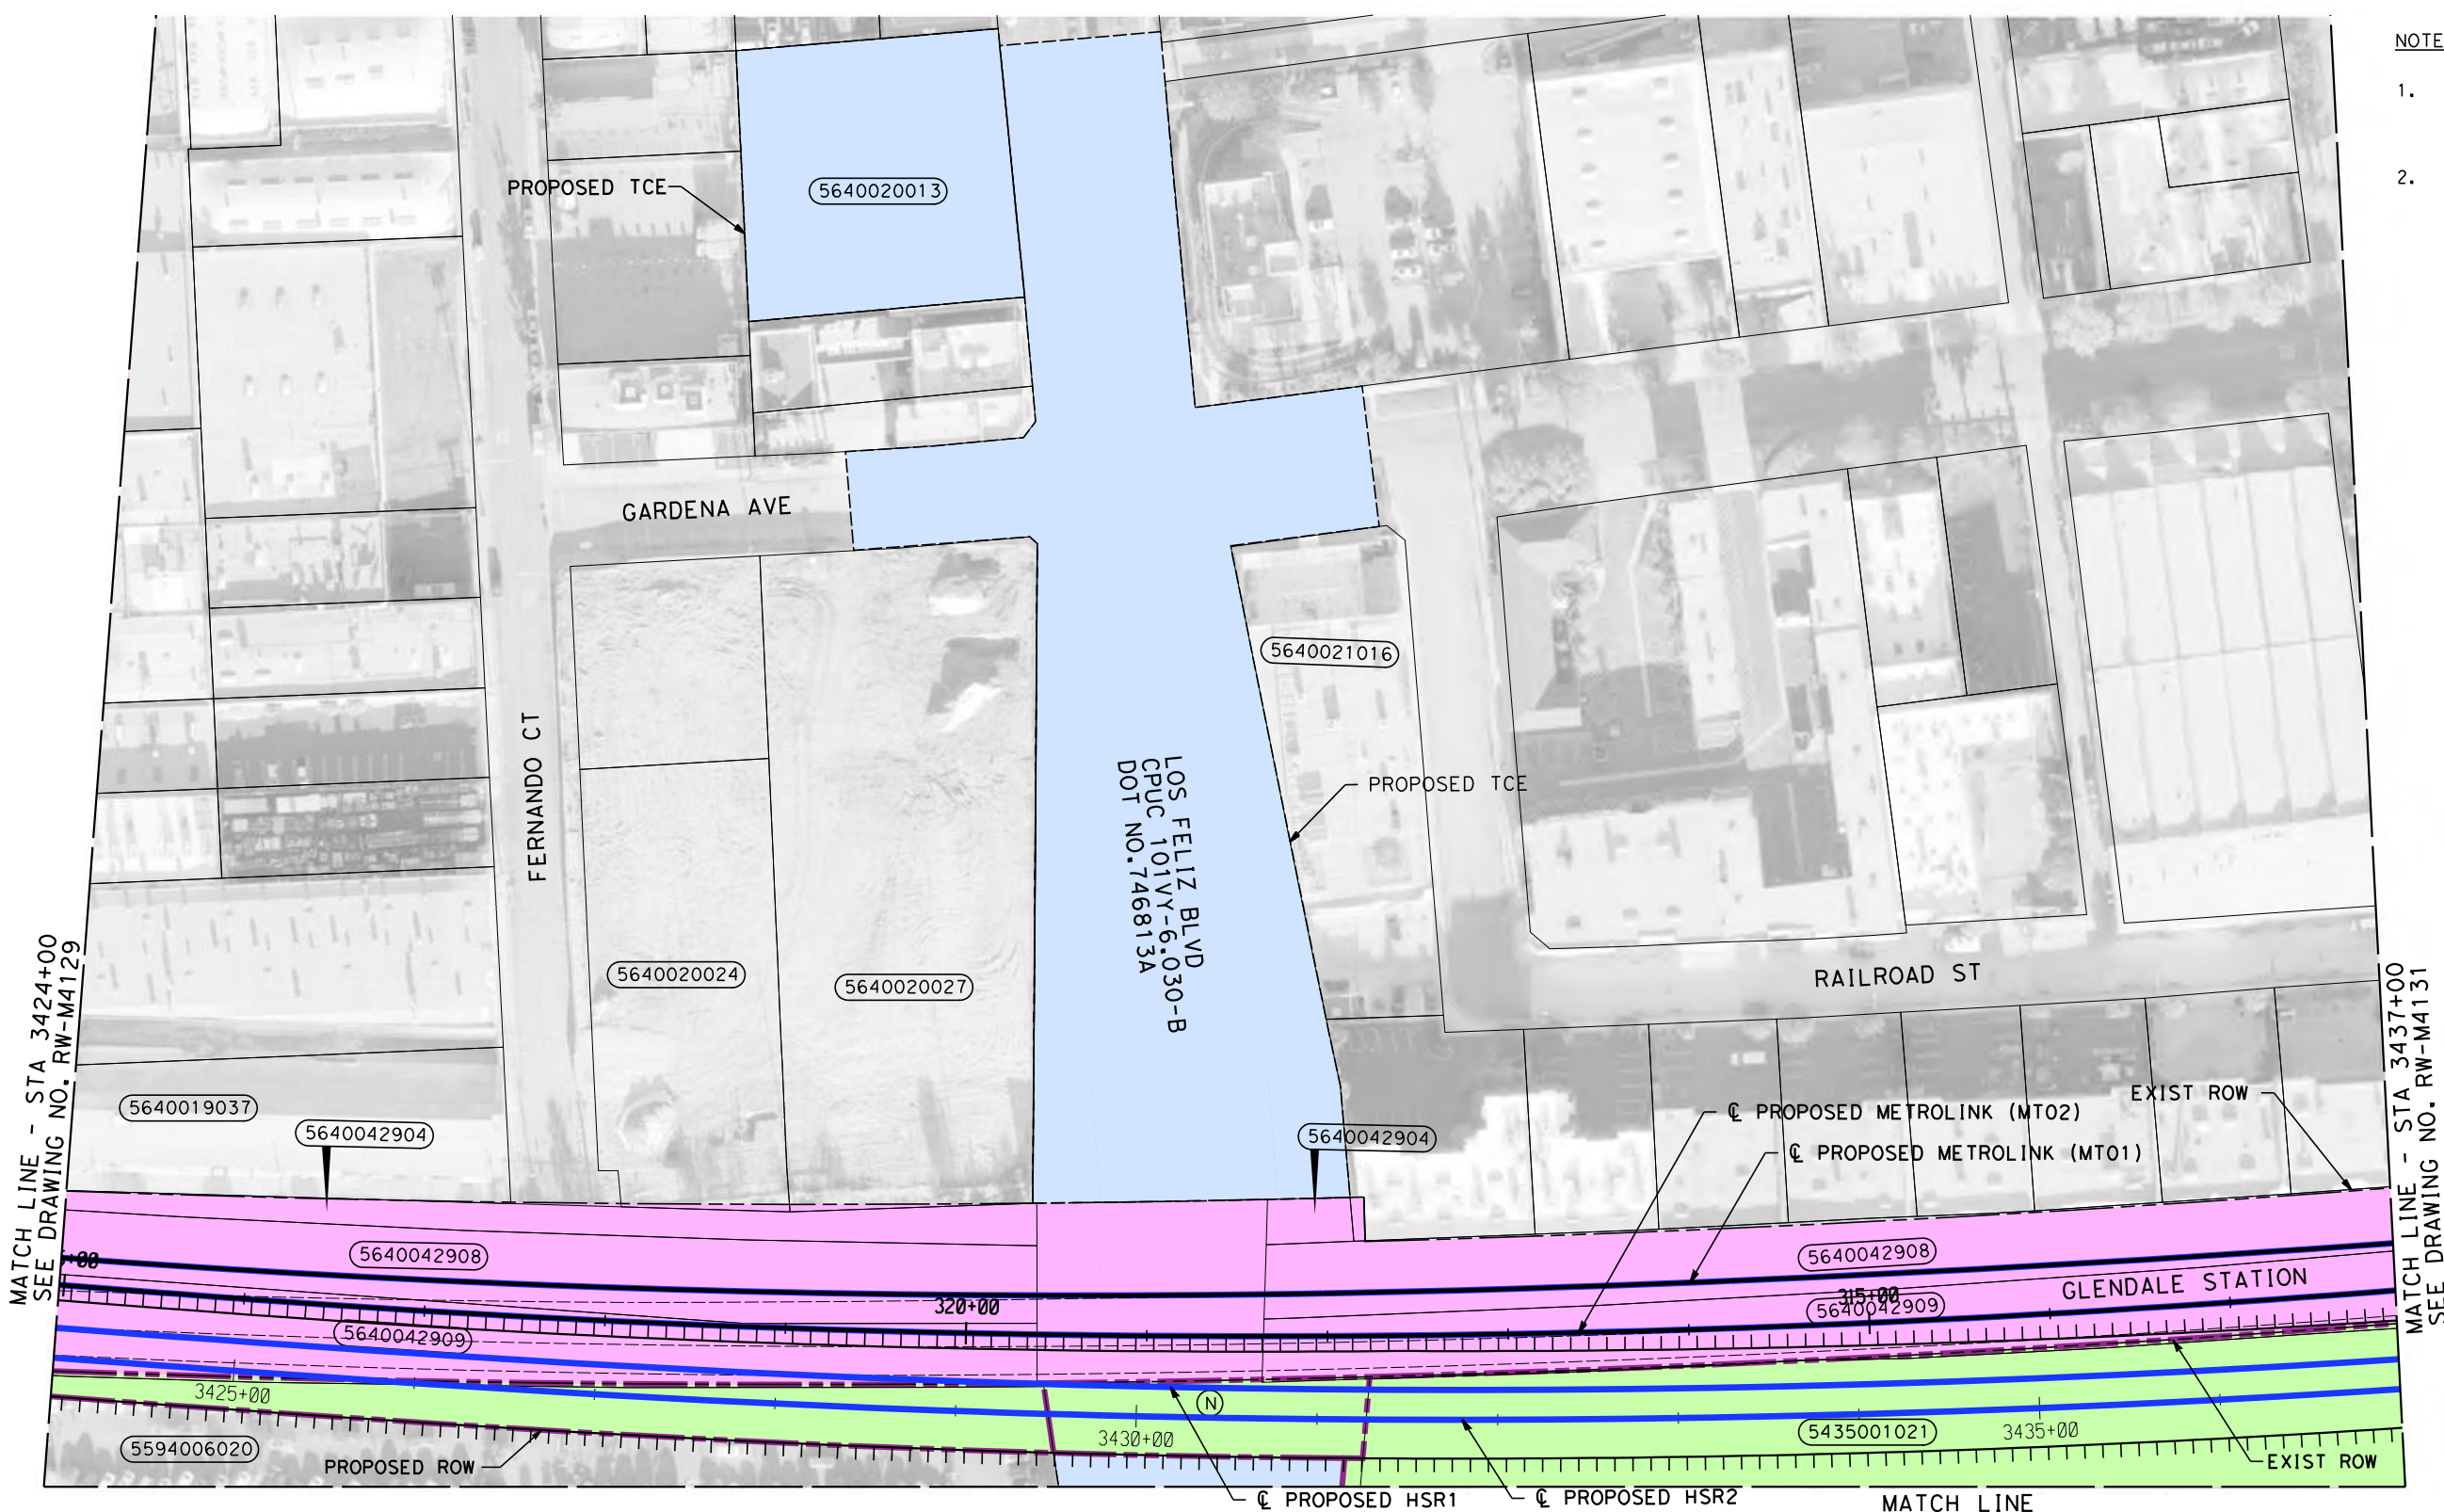 NOTE
1.
2.
PROPOSED TCE
5640020013
GARDENA AVE
5640021016
FERNANDO CT
PROPOSED TCE
LOS FELIZ BLVD
CPUC 101VY-6.030-B
DOT NO.746813A
5640020024
5640020027
RAILROAD ST
MATCH LINE - STA 3424+00
SEE DRAWING NO. RW-M4129
MATCH LINE - STA 3437+00
SEE DRAWING NO. RW-M4131
5640019037
5640042904
5640042904
EXIST ROW
℄ PROPOSED METROLINK (MT02)
℄ PROPOSED METROLINK (MT01)
5640042908
5640042908
GLENDALE STATION
320+00
315+00
5640042909
5640042909
3425+00
N
3430+00
5435001021
3435+00
5594006020
PROPOSED ROW
EXIST ROW
℄ PROPOSED HSR1
℄ PROPOSED HSR2
MATCH LINE